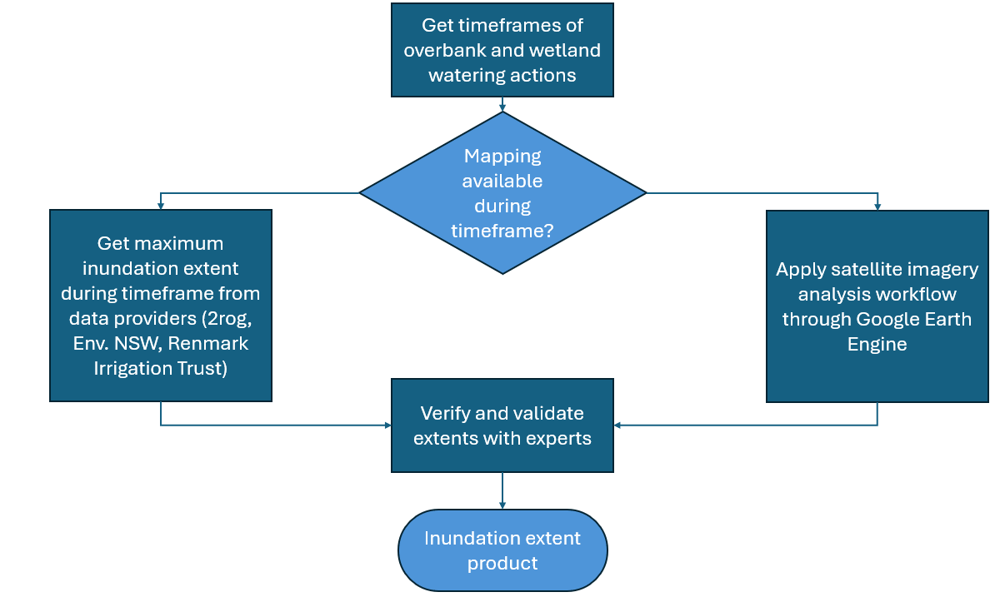 Get timeframes of
overbank and wetland
watering actions
Mapping
available
during
timeframe?
Get maximum
inundation extent
during timeframe from
data providers (2rog,
Env. NSW, Renmark
Irrigation Trust)
Apply satellite imagery
analysis workflow
through Google Earth
Engine
Verify and validate
extents with experts
Inundation extent
product